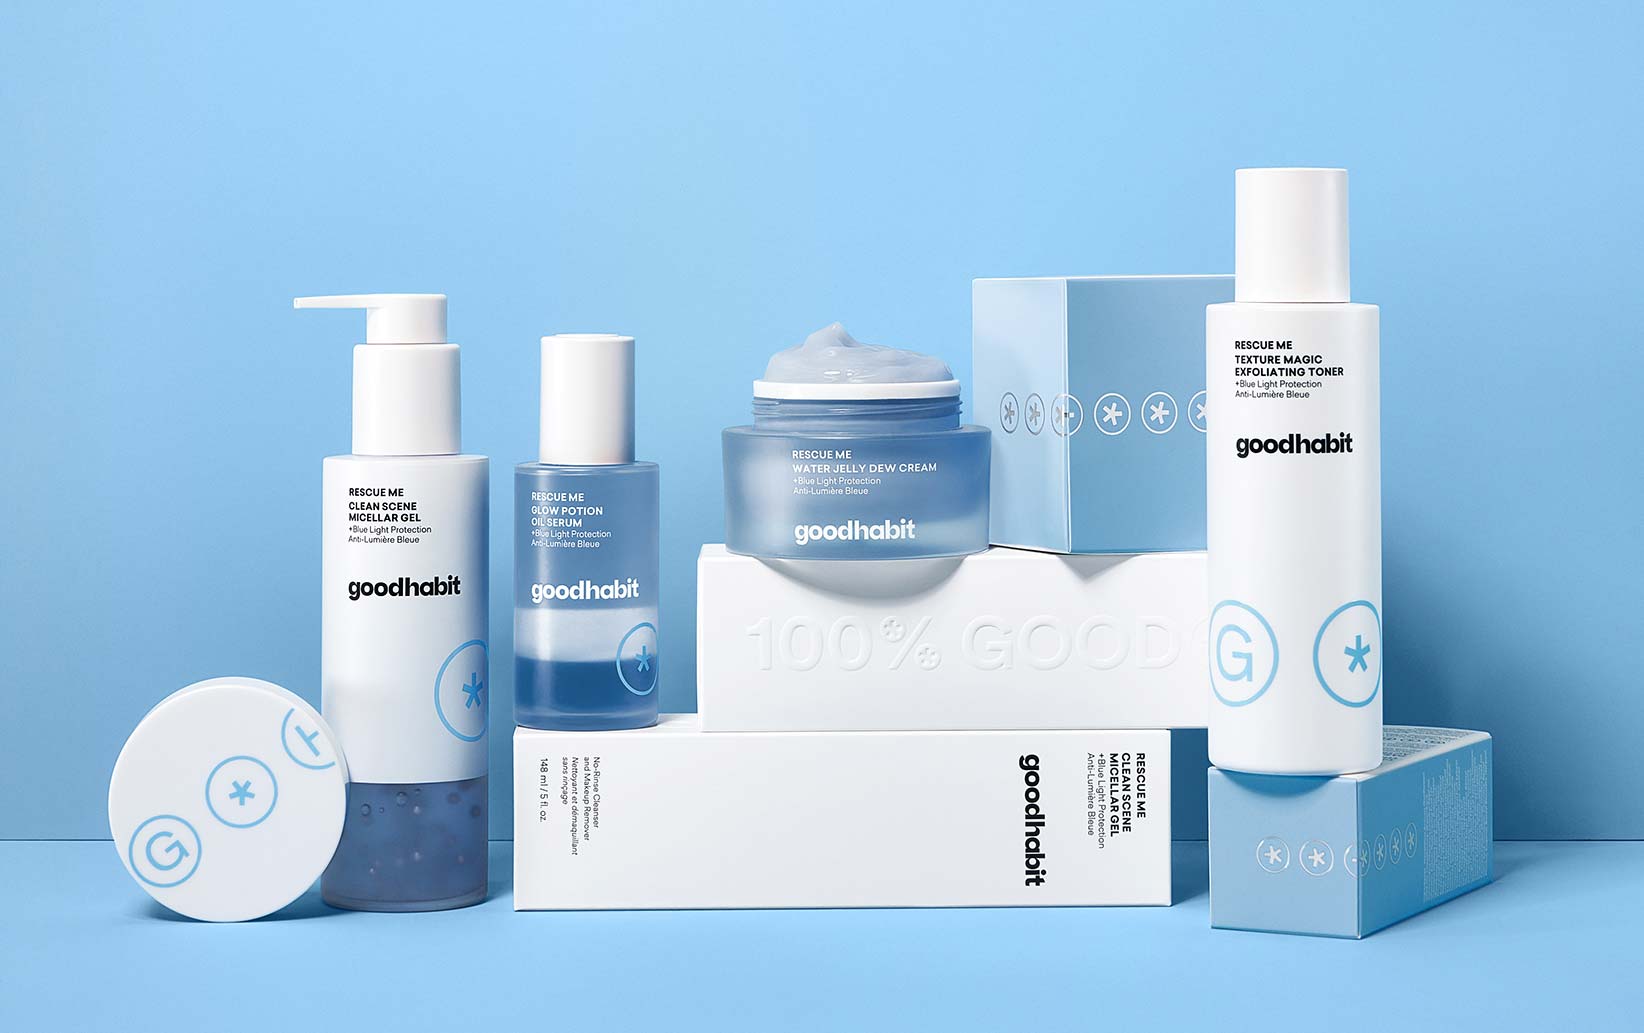 RESCUE ME
CLEAN SCENE
MICELLAR GEL
+Blue Light Protection
Anti-Lumière Bleue
goodhabit
*
G * T
RESCUE ME
GLOW POTION
OIL SERUM
+Blue Light Protection
Anti-Lumière Bleue
goodhabit
*
RESCUE ME
WATER JELLY DEW CREAM
+Blue Light Protection
Anti-Lumière Bleue
goodhabit
* * * * * *
100% GOOD
RESCUE ME
TEXTURE MAGIC
EXFOLIATING TONER
+Blue Light Protection
Anti-Lumière Bleue
goodhabit
G *
RESCUE ME
CLEAN SCENE
MICELLAR GEL
+Blue Light Protection
Anti-Lumière Bleue
goodhabit
No-Rinse Cleanser
and Makeup Remover
Nettoyant et démaquillant
sans rinçage
148 ml / 5 fl. oz.
* * * * * *